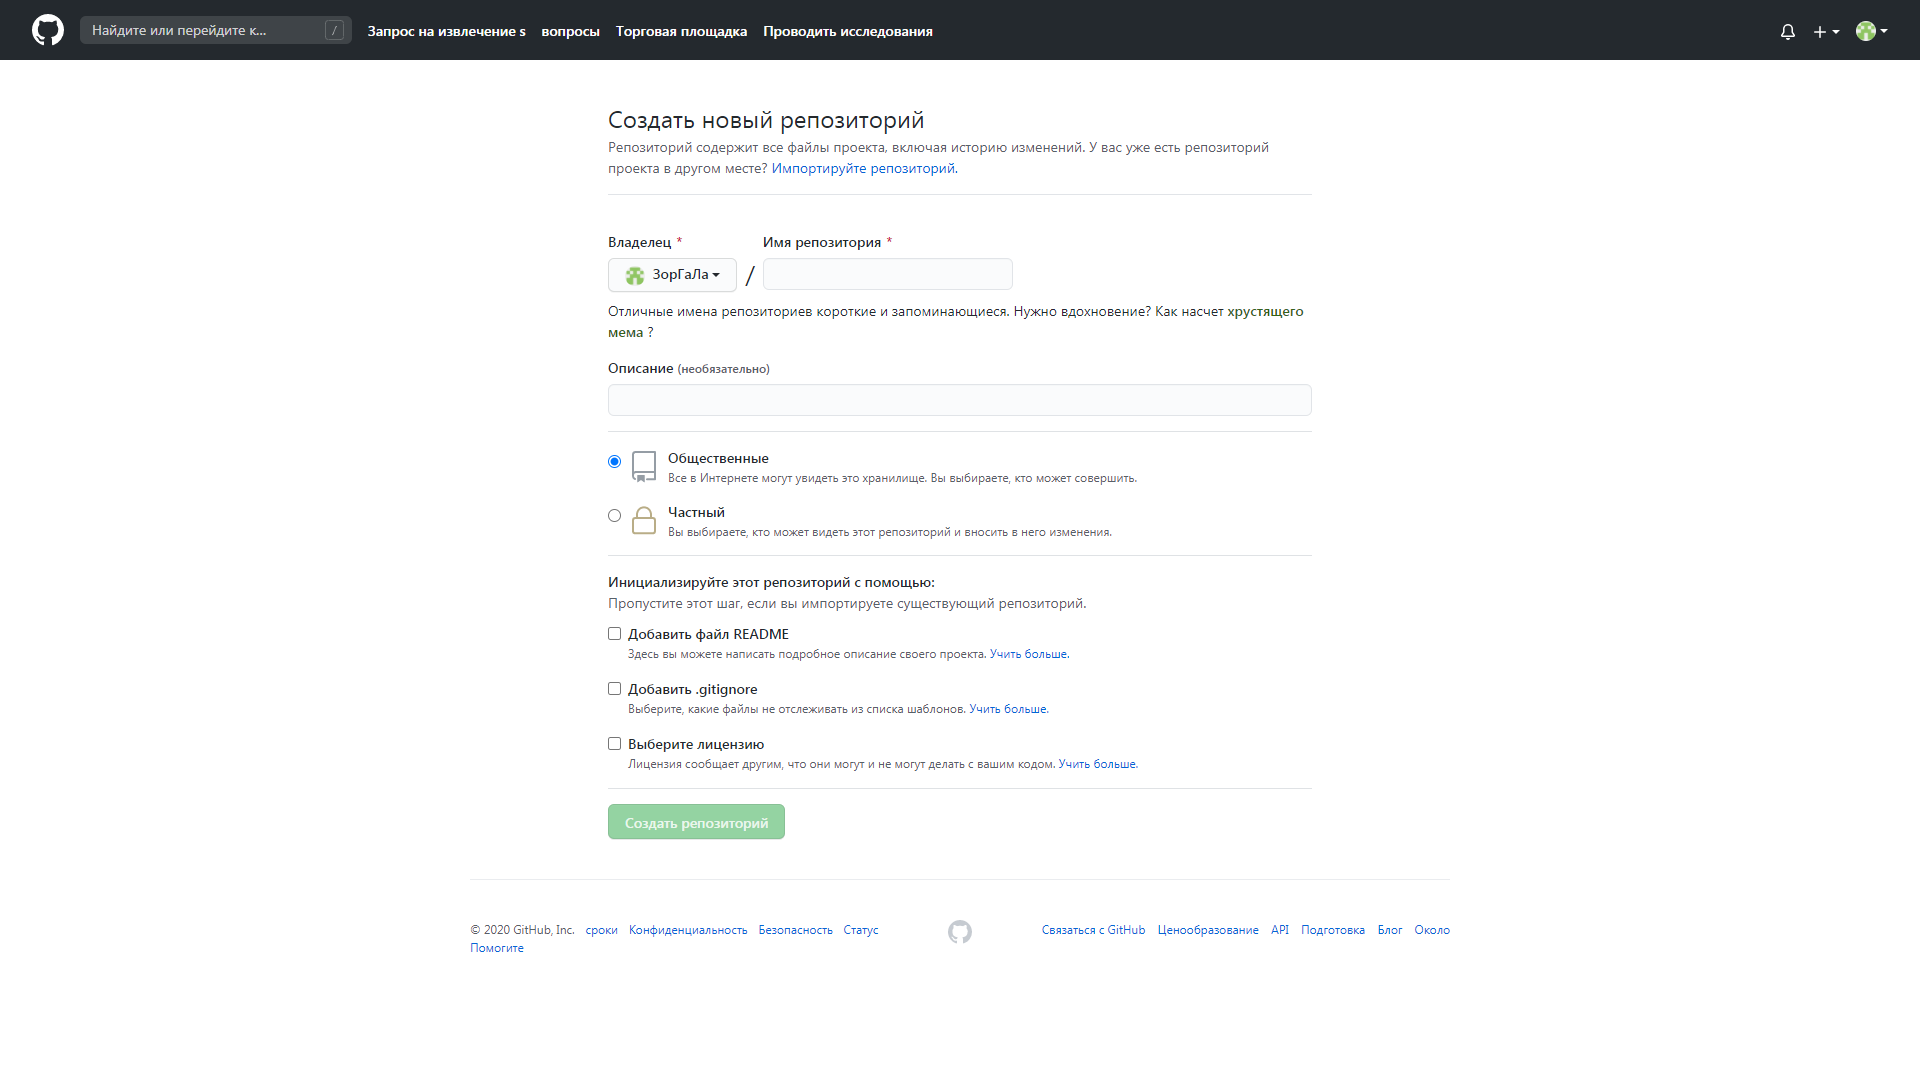 Найдите или перейдите к... /
Запрос на извлечение s вопросы Торговая площадка Проводить исследования
Создать новый репозиторий
Репозиторий содержит все файлы проекта, включая историю изменений. У вас уже есть репозиторий
проекта в другом месте? Импортируйте репозиторий.
Владелец * Имя репозитория *
ЗорГаЛа /
Отличные имена репозиториев короткие и запоминающиеся. Нужно вдохновение? Как насчет хрустящего
мема ?
Описание (необязательно)
Общественные
Все в Интернете могут увидеть это хранилище. Вы выбираете, кто может совершить.
Частный
Вы выбираете, кто может видеть этот репозиторий и вносить в него изменения.
Инициализируйте этот репозиторий с помощью:
Пропустите этот шаг, если вы импортируете существующий репозиторий.
Добавить файл README
Здесь вы можете написать подробное описание своего проекта. Учить больше.
Добавить .gitignore
Выберите, какие файлы не отслеживать из списка шаблонов. Учить больше.
Выберите лицензию
Лицензия сообщает другим, что они могут и не могут делать с вашим кодом. Учить больше.
Создать репозиторий
© 2020 GitHub, Inc. сроки Конфиденциальность Безопасность Статус
Помогите
Связаться с GitHub Ценообразование API Подготовка Блог Около